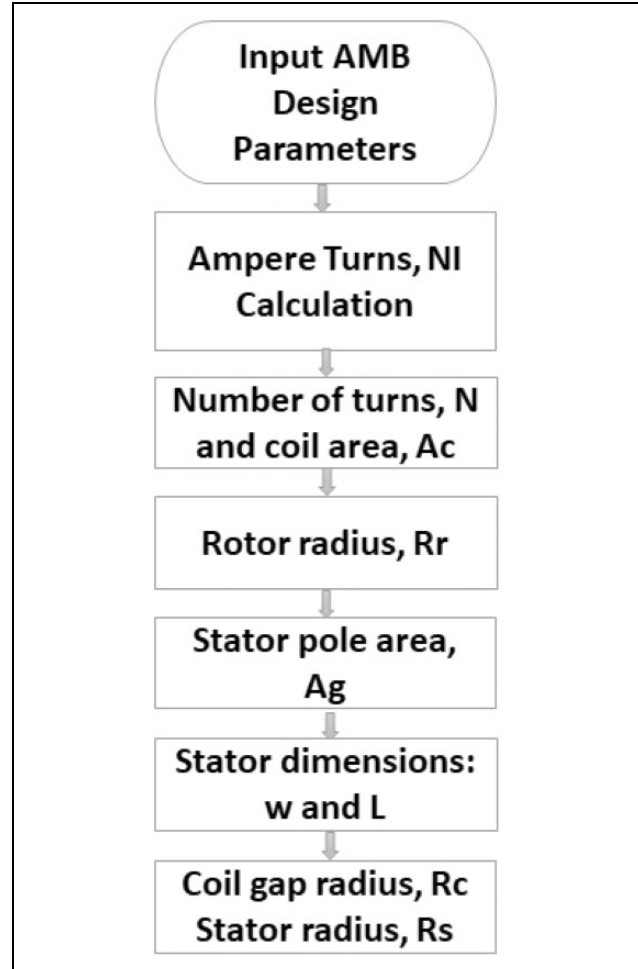 Input AMB
Design
Parameters
Ampere Turns, NI
Calculation
Number of turns, N
and coil area, Ac
Rotor radius, Rr
Stator pole area,
Ag
Stator dimensions:
w and L
Coil gap radius, Rc
Stator radius, Rs